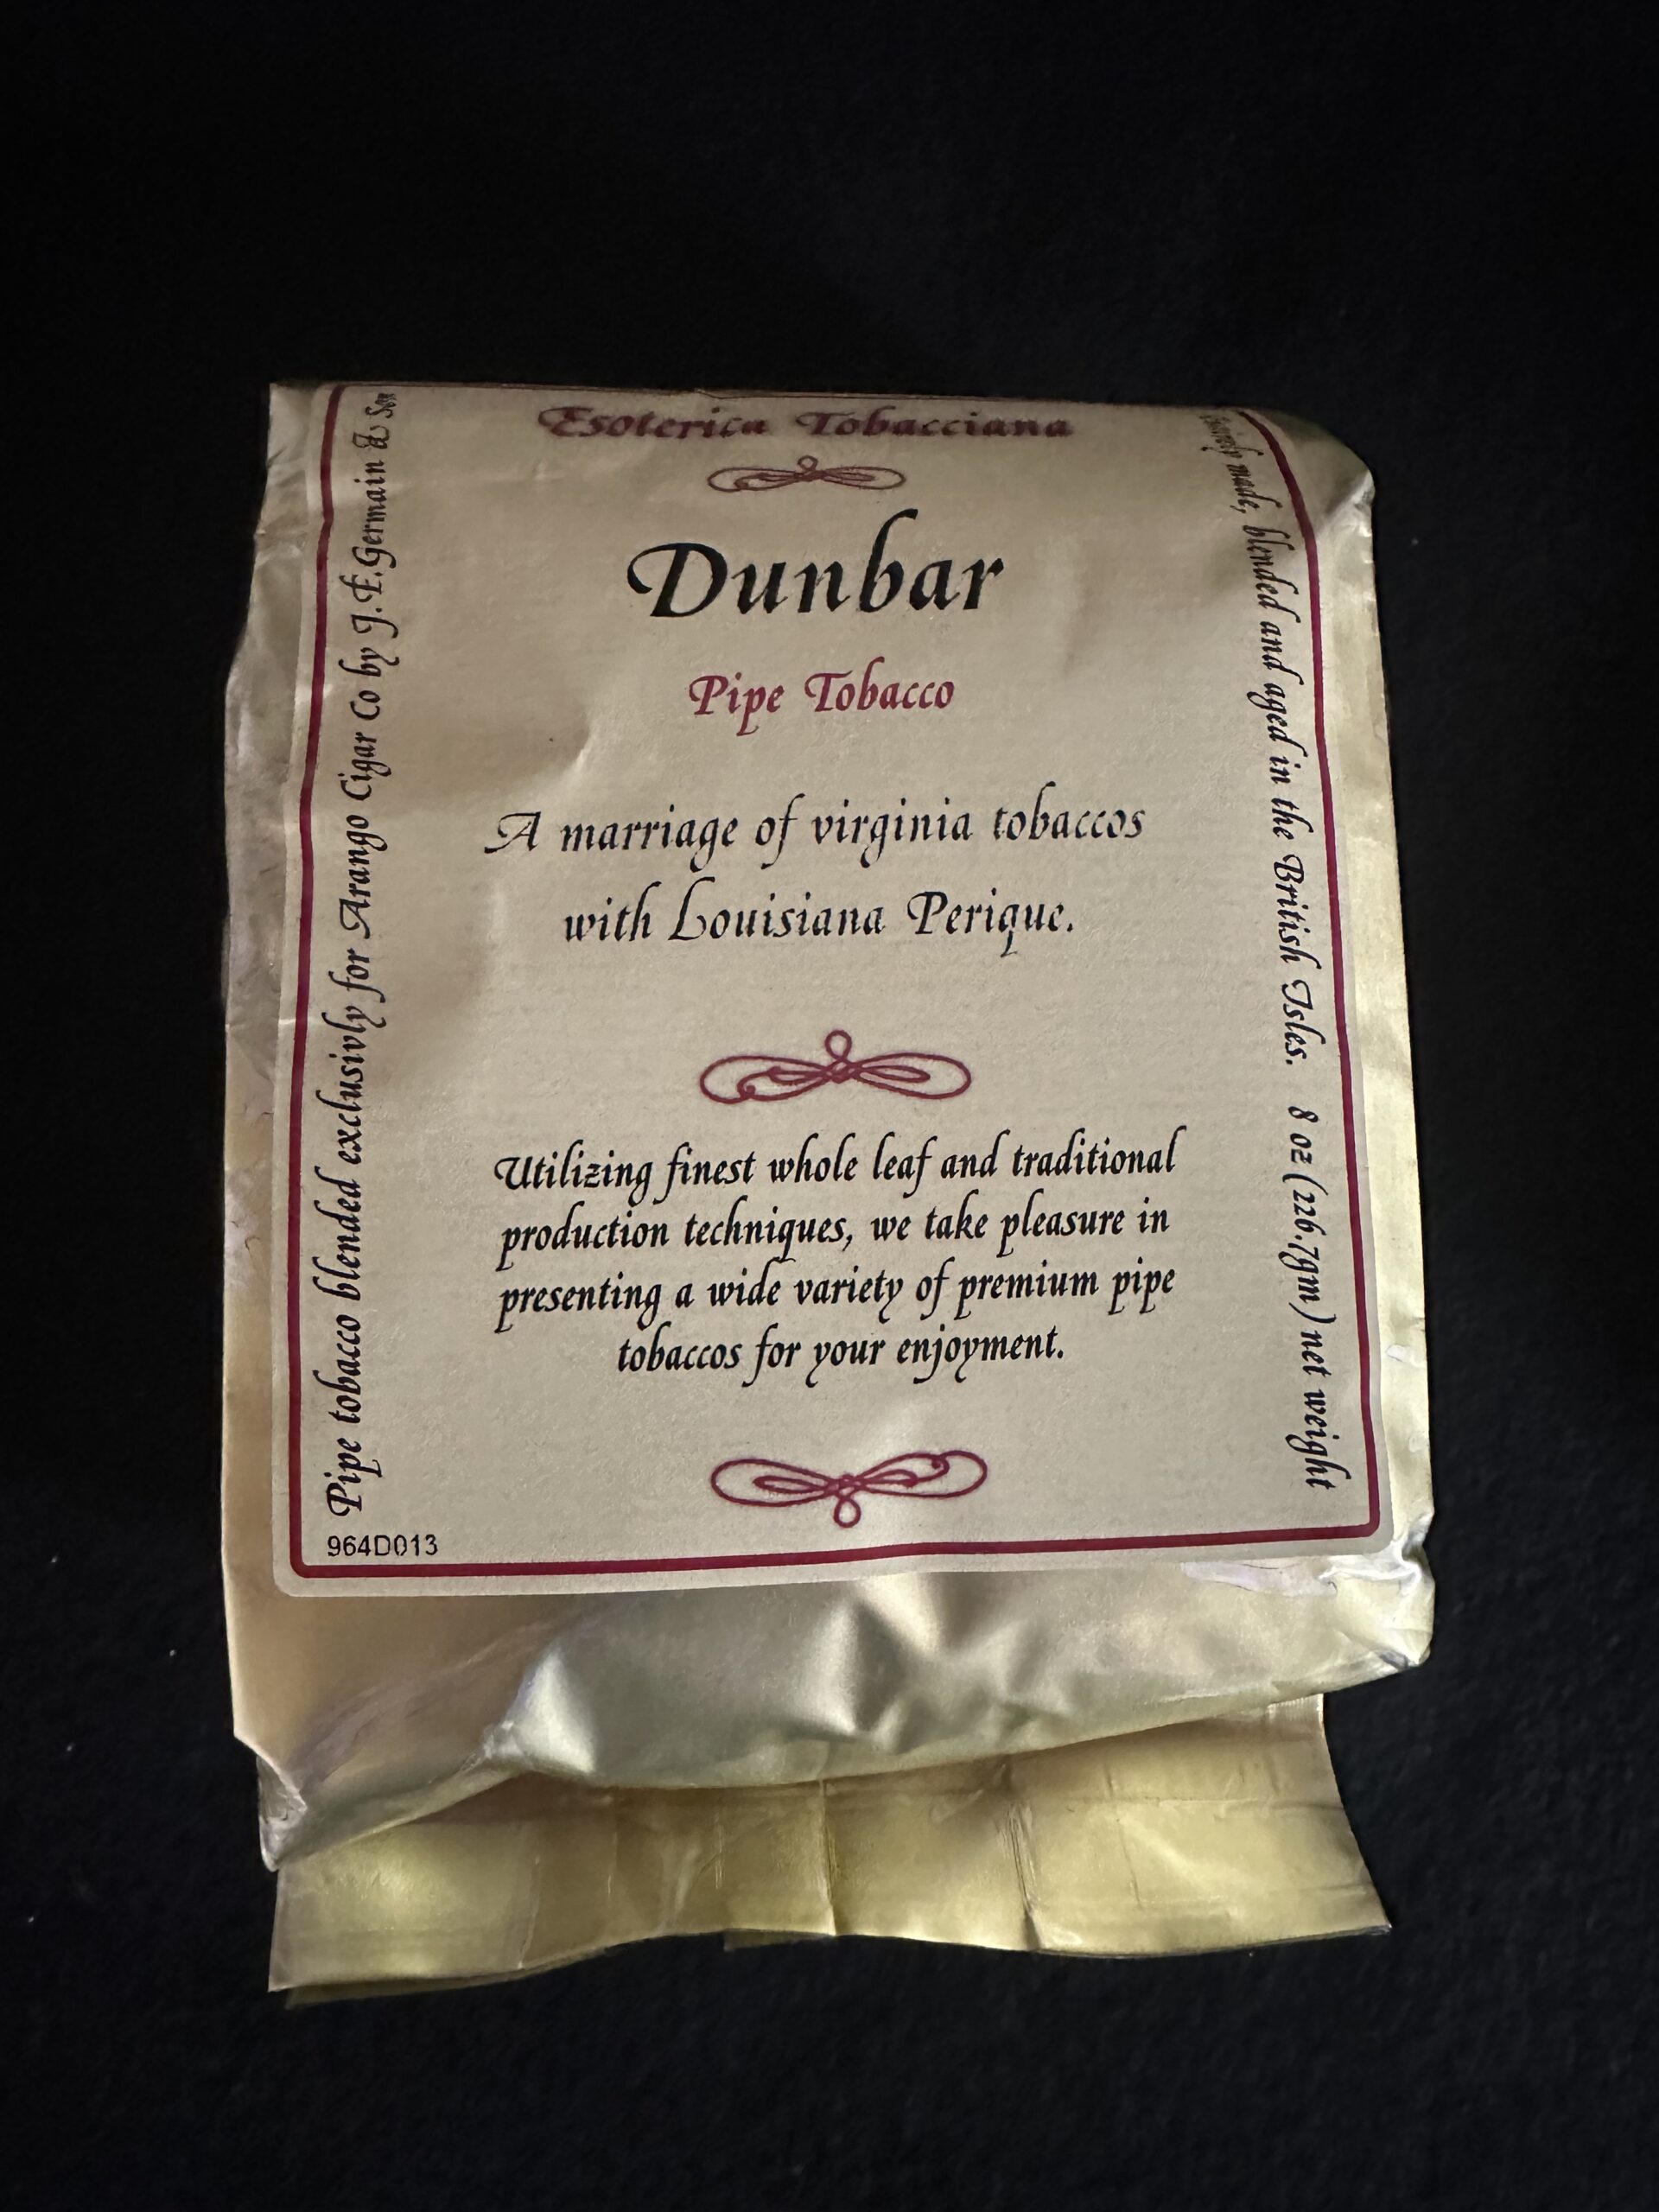 Esoterica Tobacciana
Dunbar
Pipe Tobacco
A marriage of virginia tobaccos
with Louisiana Perique.
Utilizing finest whole leaf and traditional
production techniques, we take pleasure in
presenting a wide variety of premium pipe
tobaccos for your enjoyment.
Pipe tobacco blended exclusivly for Arango Cigar Co by J.F.Germain & Son
made, blended and aged in the British Isles. 8 oz (226.7gm) net weight
964D013